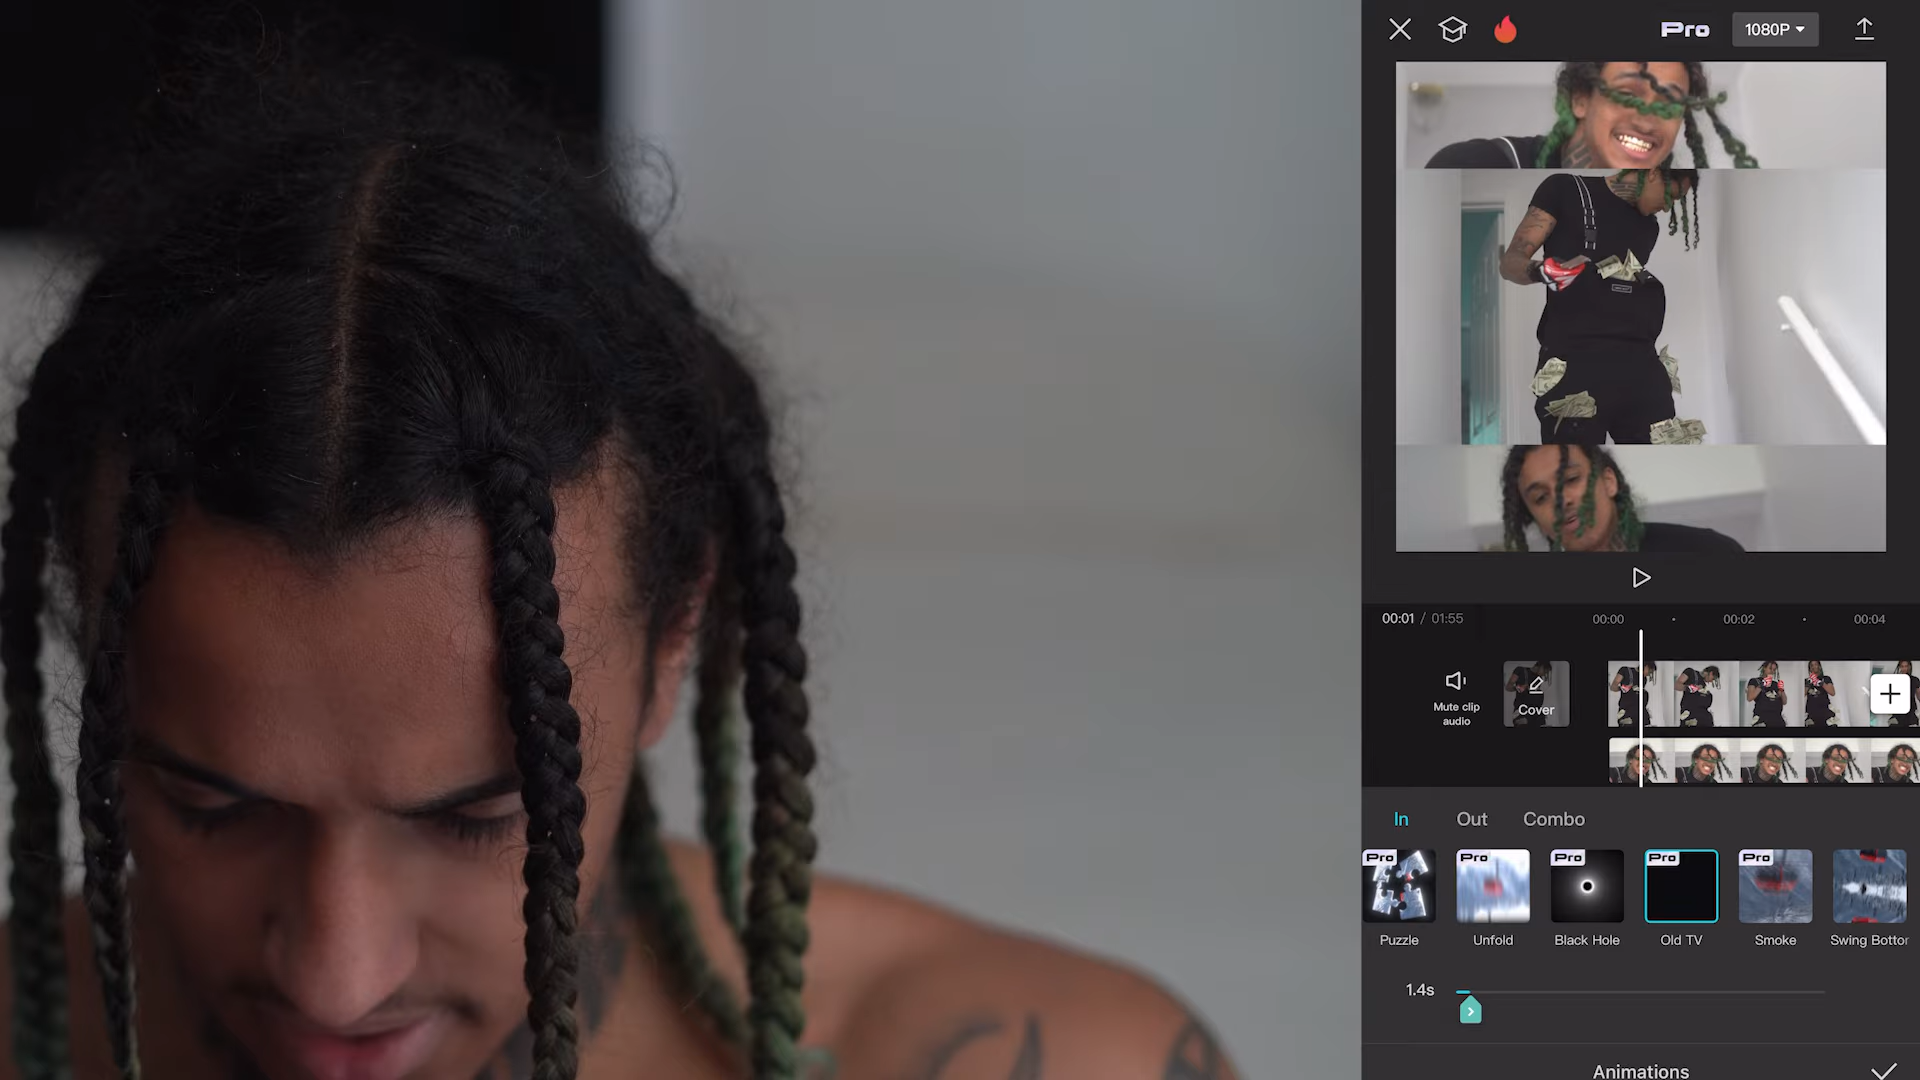 Pro
1080P
00:01 / 01:55
00:00
00:02
00:04
Mute clip
audio
Cover
In
Out
Combo
Pro
Pro
Pro
Pro
Pro
Puzzle
Unfold
Black Hole
Old TV
Smoke
Swing Bottor
1.4s
Animations